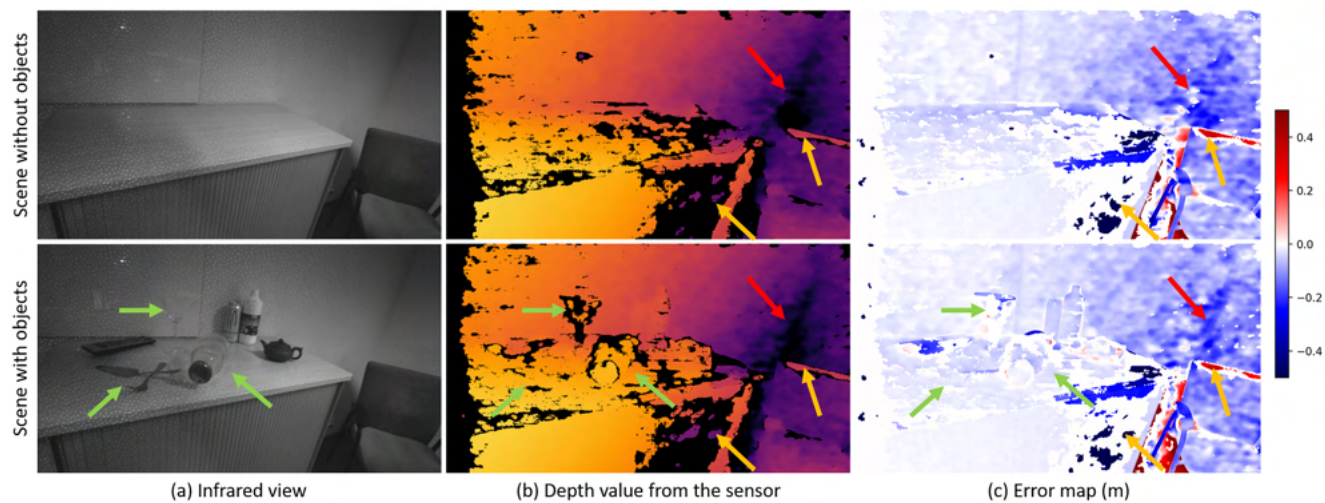 Scene without objects
Scene with objects
0.4
0.2
0.0
-0.2
-0.4
(a) Infrared view
(b) Depth value from the sensor
(c) Error map (m)